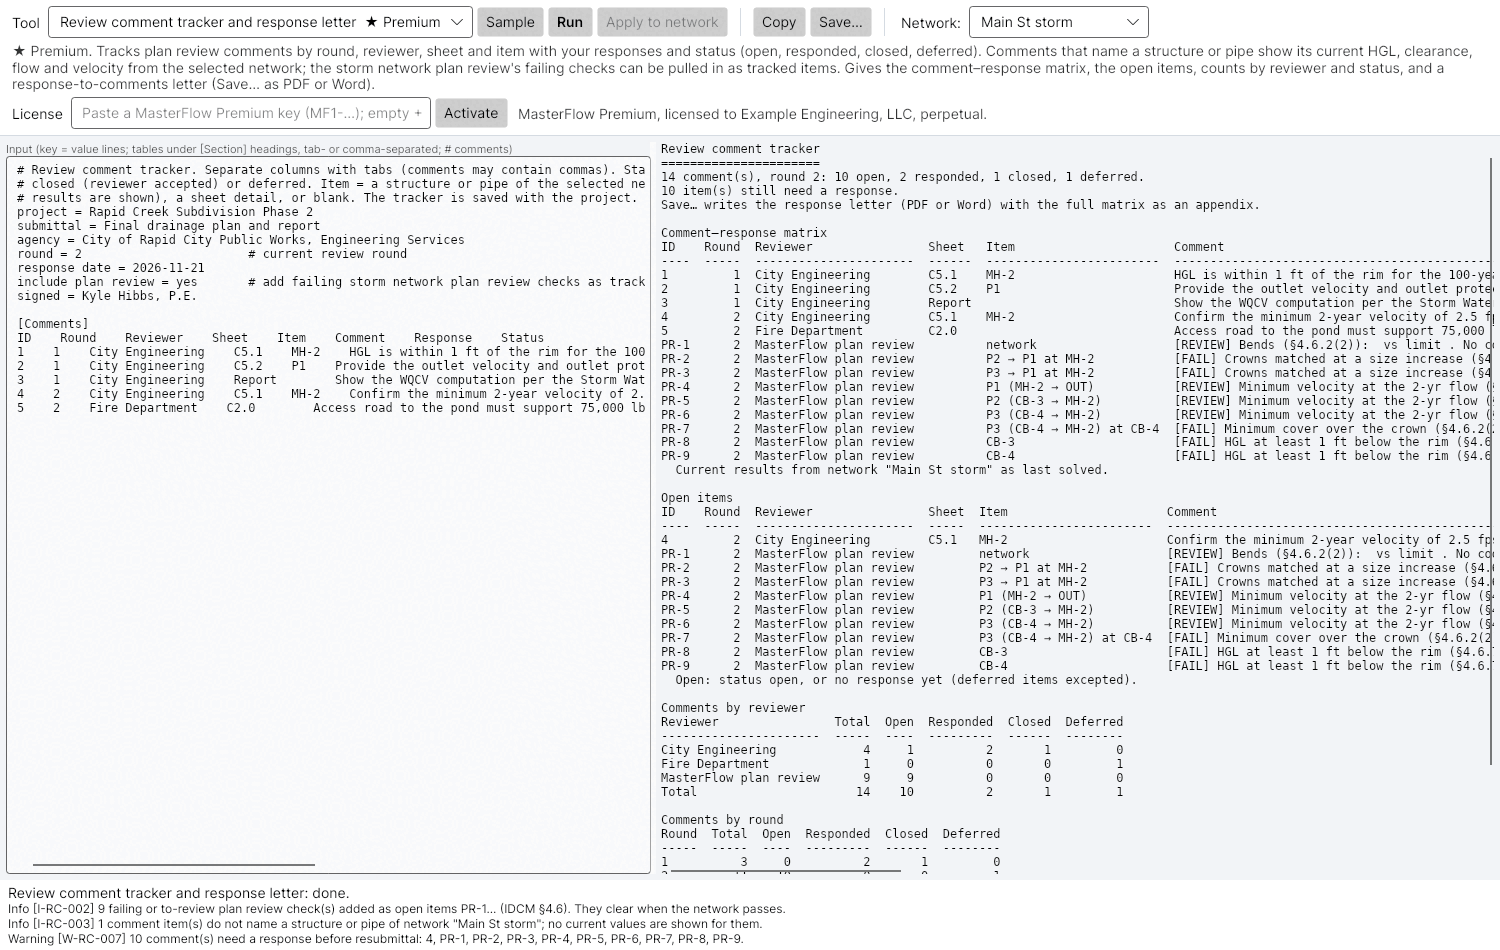 Tool Review comment tracker and response letter ★ Premium Sample Run Apply to network Copy Save... Network: Main St storm
★ Premium. Tracks plan review comments by round, reviewer, sheet and item with your responses and status (open, responded, closed, deferred). Comments that name a structure or pipe show its current HGL, clearance,
flow and velocity from the selected network; the storm network plan review's failing checks can be pulled in as tracked items. Gives the comment–response matrix, the open items, counts by reviewer and status, and a
response-to-comments letter (Save... as PDF or Word).
License Paste a MasterFlow Premium key (MF1-...); empty + Activate MasterFlow Premium, licensed to Example Engineering, LLC, perpetual.
Input (key = value lines; tables under [Section] headings, tab- or comma-separated; # comments)
# Review comment tracker. Separate columns with tabs (comments may contain commas). Sta
# closed (reviewer accepted) or deferred. Item = a structure or pipe of the selected ne
# results are shown), a sheet detail, or blank. The tracker is saved with the project.
project = Rapid Creek Subdivision Phase 2
submittal = Final drainage plan and report
agency = City of Rapid City Public Works, Engineering Services
round = 2 # current review round
response date = 2026-11-21
include plan review = yes # add failing storm network plan review checks as track
signed = Kyle Hibbs, P.E.
[Comments]
ID Round Reviewer Sheet Item Comment Response Status
1 1 City Engineering C5.1 MH-2 HGL is within 1 ft of the rim for the 100
2 1 City Engineering C5.2 P1 Provide the outlet velocity and outlet prot
3 1 City Engineering Report Show the WQCV computation per the Storm Wat
4 2 City Engineering C5.1 MH-2 Confirm the minimum 2-year velocity of 2.
5 2 Fire Department C2.0 Access road to the pond must support 75,000 lb
Review comment tracker
======================
14 comment(s), round 2: 10 open, 2 responded, 1 closed, 1 deferred.
10 item(s) still need a response.
Save… writes the response letter (PDF or Word) with the full matrix as an appendix.
Comment–response matrix
ID Round Reviewer Sheet Item Comment
---- ----- ---------------------- ------ ------------------------ --------------------------------------------
1 1 City Engineering C5.1 MH-2 HGL is within 1 ft of the rim for the 100-yea
2 1 City Engineering C5.2 P1 Provide the outlet velocity and outlet prote
3 1 City Engineering Report Show the WQCV computation per the Storm Wate
4 2 City Engineering C5.1 MH-2 Confirm the minimum 2-year velocity of 2.5 fp
5 2 Fire Department C2.0 Access road to the pond must support 75,000
PR-1 2 MasterFlow plan review network [REVIEW] Bends (§4.6.2(2)): vs limit . No co
PR-2 2 MasterFlow plan review P2 → P1 at MH-2 [FAIL] Crowns matched at a size increase (§4
PR-3 2 MasterFlow plan review P3 → P1 at MH-2 [FAIL] Crowns matched at a size increase (§4
PR-4 2 MasterFlow plan review P1 (MH-2 → OUT) [REVIEW] Minimum velocity at the 2-yr flow (§
PR-5 2 MasterFlow plan review P2 (CB-3 → MH-2) [REVIEW] Minimum velocity at the 2-yr flow (§
PR-6 2 MasterFlow plan review P3 (CB-4 → MH-2) [REVIEW] Minimum velocity at the 2-yr flow (§
PR-7 2 MasterFlow plan review P3 (CB-4 → MH-2) at CB-4 [FAIL] Minimum cover over the crown (§4.6.2(2
PR-8 2 MasterFlow plan review CB-3 [FAIL] HGL at least 1 ft below the rim (§4.6
PR-9 2 MasterFlow plan review CB-4 [FAIL] HGL at least 1 ft below the rim (§4.6
Current results from network "Main St storm" as last solved.
Open items
ID Round Reviewer Sheet Item Comment
---- ----- ---------------------- ----- ------------------------ ---------------------------------------------
4 2 City Engineering C5.1 MH-2 Confirm the minimum 2-year velocity of 2.5 fps
PR-1 2 MasterFlow plan review network [REVIEW] Bends (§4.6.2(2)): vs limit . No cod
PR-2 2 MasterFlow plan review P2 → P1 at MH-2 [FAIL] Crowns matched at a size increase (§4.6
PR-3 2 MasterFlow plan review P3 → P1 at MH-2 [FAIL] Crowns matched at a size increase (§4.6
PR-4 2 MasterFlow plan review P1 (MH-2 → OUT) [REVIEW] Minimum velocity at the 2-yr flow (§4
PR-5 2 MasterFlow plan review P2 (CB-3 → MH-2) [REVIEW] Minimum velocity at the 2-yr flow (§4
PR-6 2 MasterFlow plan review P3 (CB-4 → MH-2) [REVIEW] Minimum velocity at the 2-yr flow (§4
PR-7 2 MasterFlow plan review P3 (CB-4 → MH-2) at CB-4 [FAIL] Minimum cover over the crown (§4.6.2(2
PR-8 2 MasterFlow plan review CB-3 [FAIL] HGL at least 1 ft below the rim (§4.6.
PR-9 2 MasterFlow plan review CB-4 [FAIL] HGL at least 1 ft below the rim (§4.6.
Open: status open, or no response yet (deferred items excepted).
Comments by reviewer
Reviewer Total Open Responded Closed Deferred
---------------------- ----- ---- --------- ------ --------
City Engineering 4 1 2 1 0
Fire Department 1 0 0 0 1
MasterFlow plan review 9 9 0 0 0
Total 14 10 2 1 1
Comments by round
Round Total Open Responded Closed Deferred
----- ----- ---- --------- ------ --------
1 3 0 2 1 0
Review comment tracker and response letter: done.
Info [I-RC-002] 9 failing or to-review plan review check(s) added as open items PR-1... (IDCM §4.6). They clear when the network passes.
Info [I-RC-003] 1 comment item(s) do not name a structure or pipe of network "Main St storm"; no current values are shown for them.
Warning [W-RC-007] 10 comment(s) need a response before resubmittal: 4, PR-1, PR-2, PR-3, PR-4, PR-5, PR-6, PR-7, PR-8, PR-9.